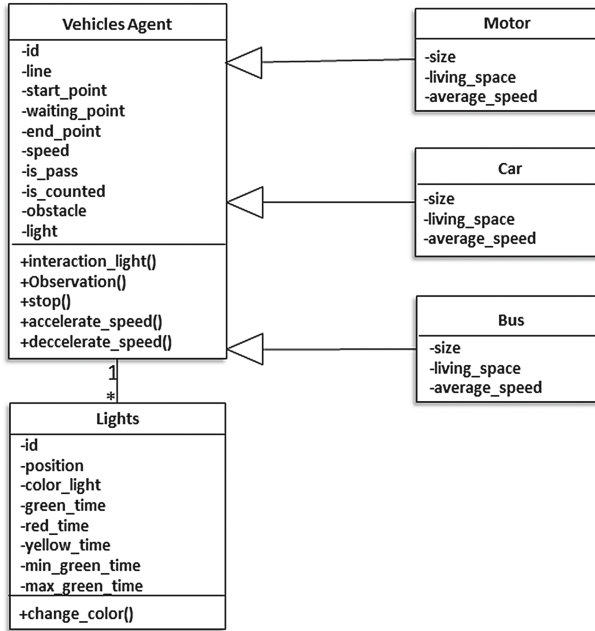 Vehicles Agent
-id
-line
-start_point
-waiting_point
-end_point
-speed
-is_pass
-is_counted
-obstacle
-light
+interaction_light()
+Observation()
+stop()
+accelerate_speed()
+deccelerate_speed()
1
*
Lights
-id
-position
-color_light
-green_time
-red_time
-yellow_time
-min_green_time
-max_green_time
+change_color()
Motor
-size
-living_space
-average_speed
Car
-size
-living_space
-average_speed
Bus
-size
-living_space
-average_speed